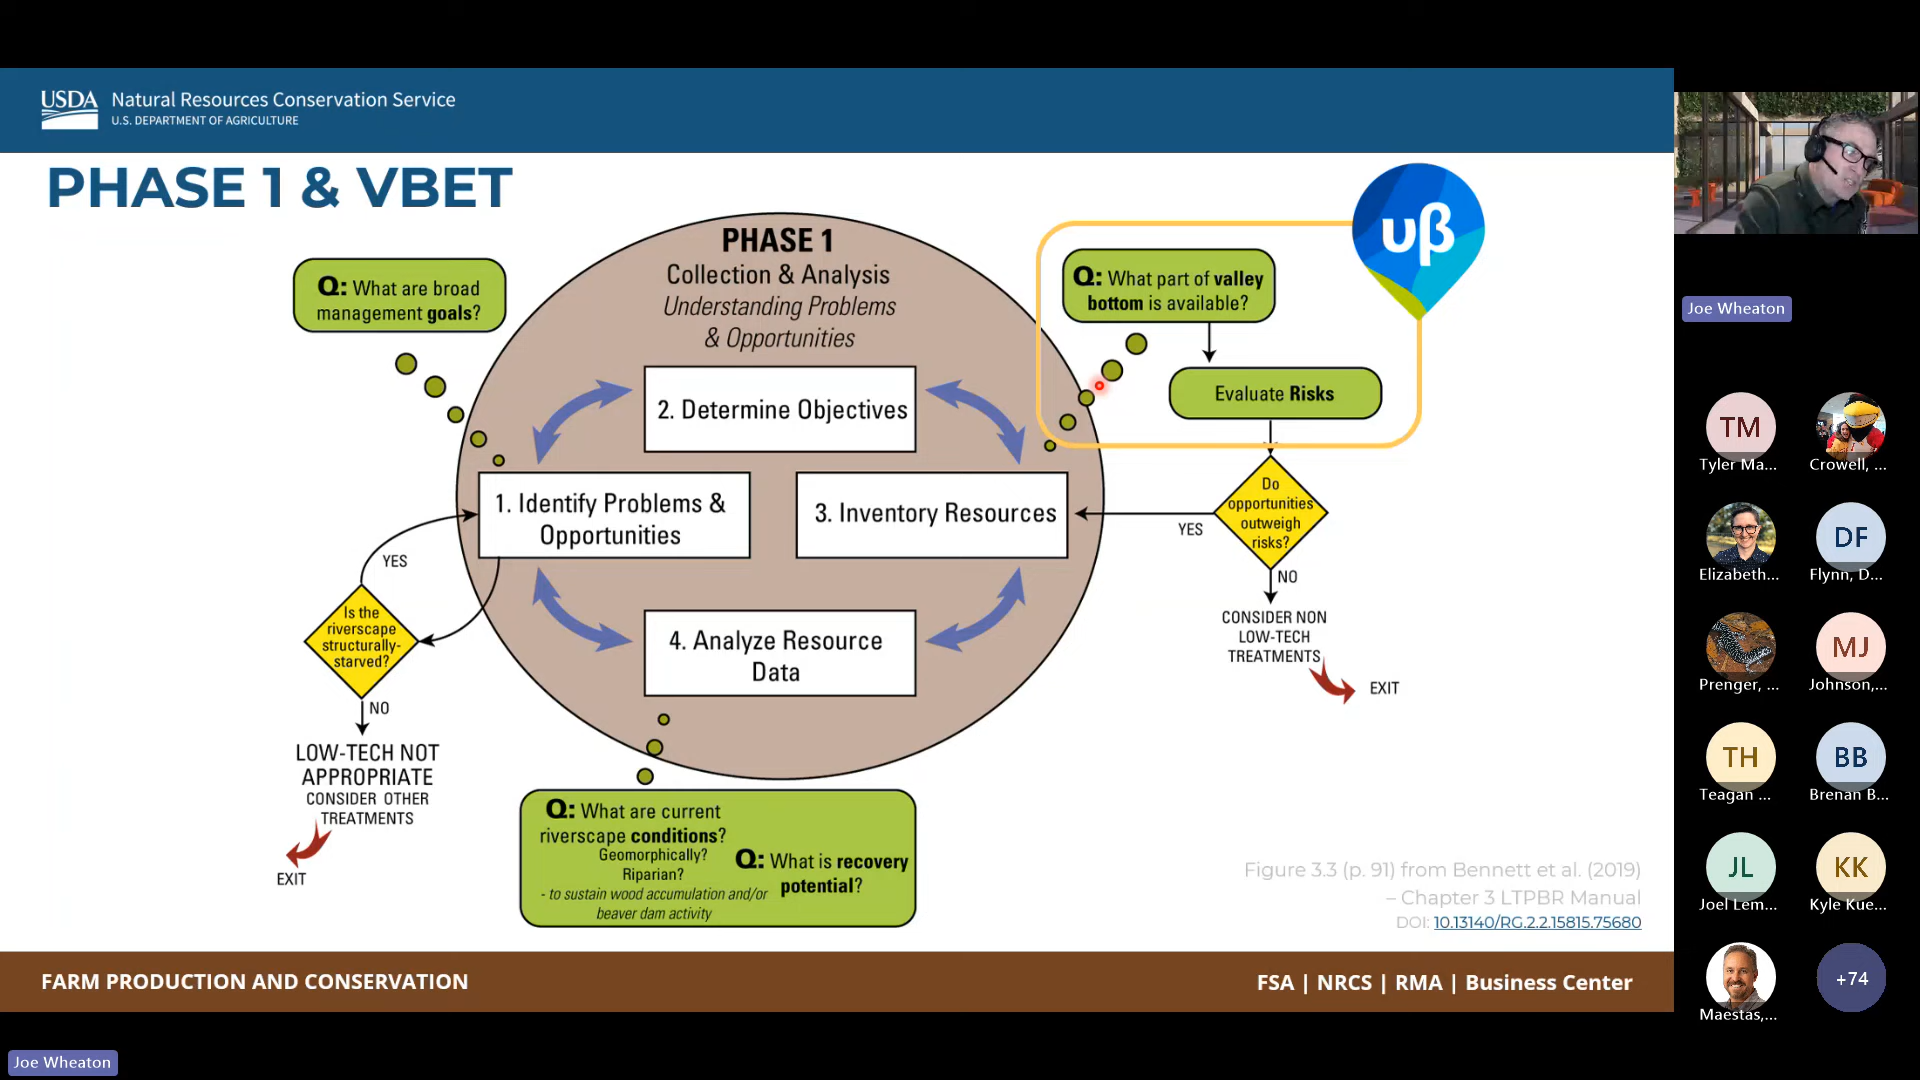 USDA
Natural Resources Conservation Service
U.S. DEPARTMENT OF AGRICULTURE
PHASE 1 & VBET
Q: What are broad
management goals?
PHASE 1
Collection & Analysis
Understanding Problems
& Opportunities
Q: What part of valley
bottom is available?
υβ
Evaluate Risks
2. Determine Objectives
1. Identify Problems &
Opportunities
3. Inventory Resources
4. Analyze Resource
Data
YES
Is the
riverscape
structurally-
starved?
NO
LOW-TECH NOT
APPROPRIATE
CONSIDER OTHER
TREATMENTS
EXIT
Do
opportunities
outweigh
risks?
YES
NO
CONSIDER NON
LOW-TECH
TREATMENTS
EXIT
Q: What are current
riverscape conditions?
Geomorphically?
Riparian?
- to sustain wood accumulation and/or
beaver dam activity
Q: What is recovery
potential?
Figure 3.3 (p. 91) from Bennett et al. (2019)
– Chapter 3 LTPBR Manual
DOI: 10.13140/RG.2.2.15815.75680
FARM PRODUCTION AND CONSERVATION
FSA | NRCS | RMA | Business Center
Joe Wheaton
Joe Wheaton
TM
Tyler Ma...
Crowell, ...
Elizabeth...
DF
Flynn, D...
Prenger, ...
MJ
Johnson,...
TH
Teagan ...
BB
Brenan B...
JL
Joel Lem...
KK
Kyle Kue...
Maestas,...
+74